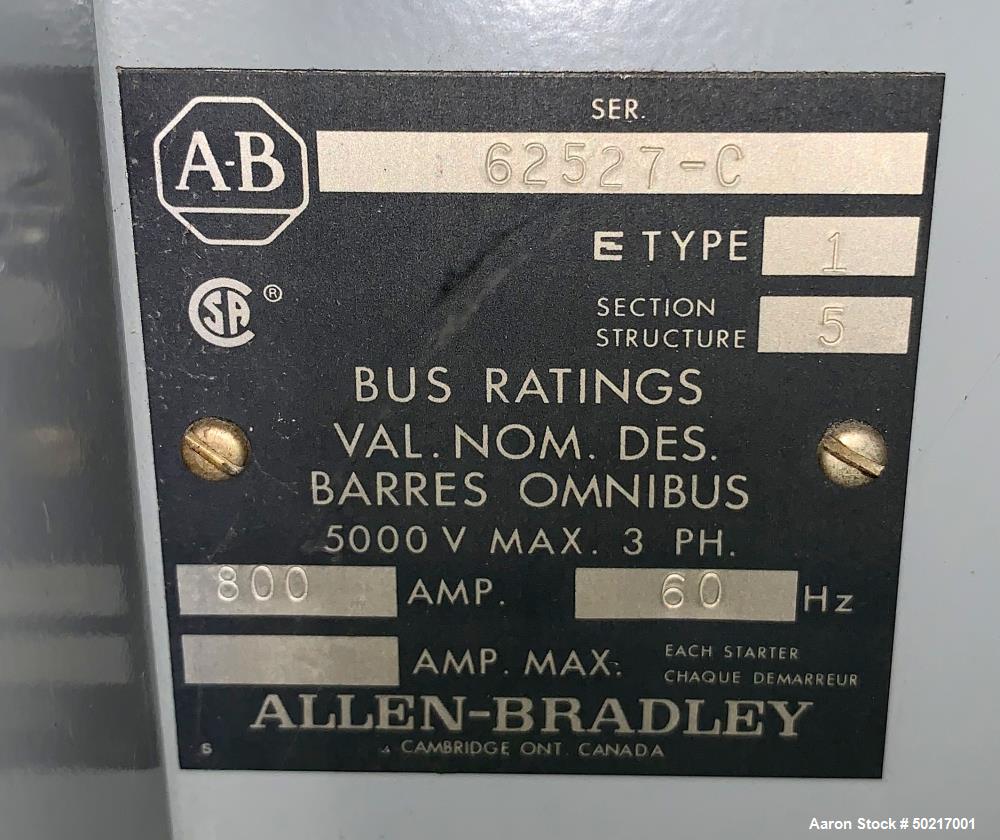 A-B
SER.
62527-C
E TYPE 1
CSA ®
SECTION
STRUCTURE 5
BUS RATINGS
VAL. NOM. DES.
BARRES OMNIBUS
5000 V MAX. 3 PH.
800 AMP. 60 Hz
AMP. MAX. EACH STARTER
CHAQUE DEMARREUR
ALLEN-BRADLEY
S CAMBRIDGE ONT. CANADA
Aaron Stock # 50217001